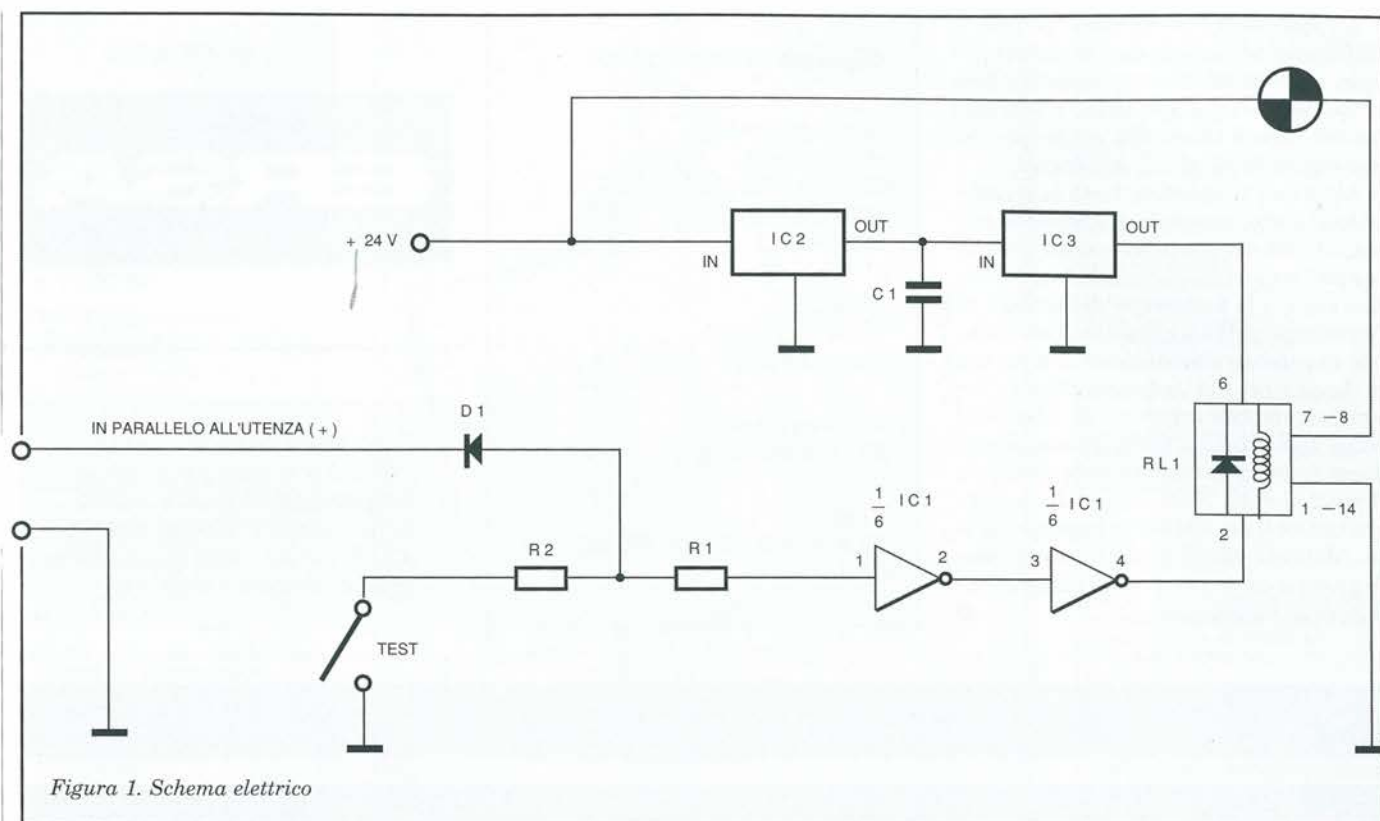 + 24 V
IN
IC2
OUT
C1
IN
IC3
OUT
6
7 – 8
RL1
1 – 14
2
IN PARALLELO ALL'UTENZA ( + )
D1
R2
R1
1/6 IC1
1
2
1/6 IC1
3
4
TEST
Figura 1. Schema elettrico